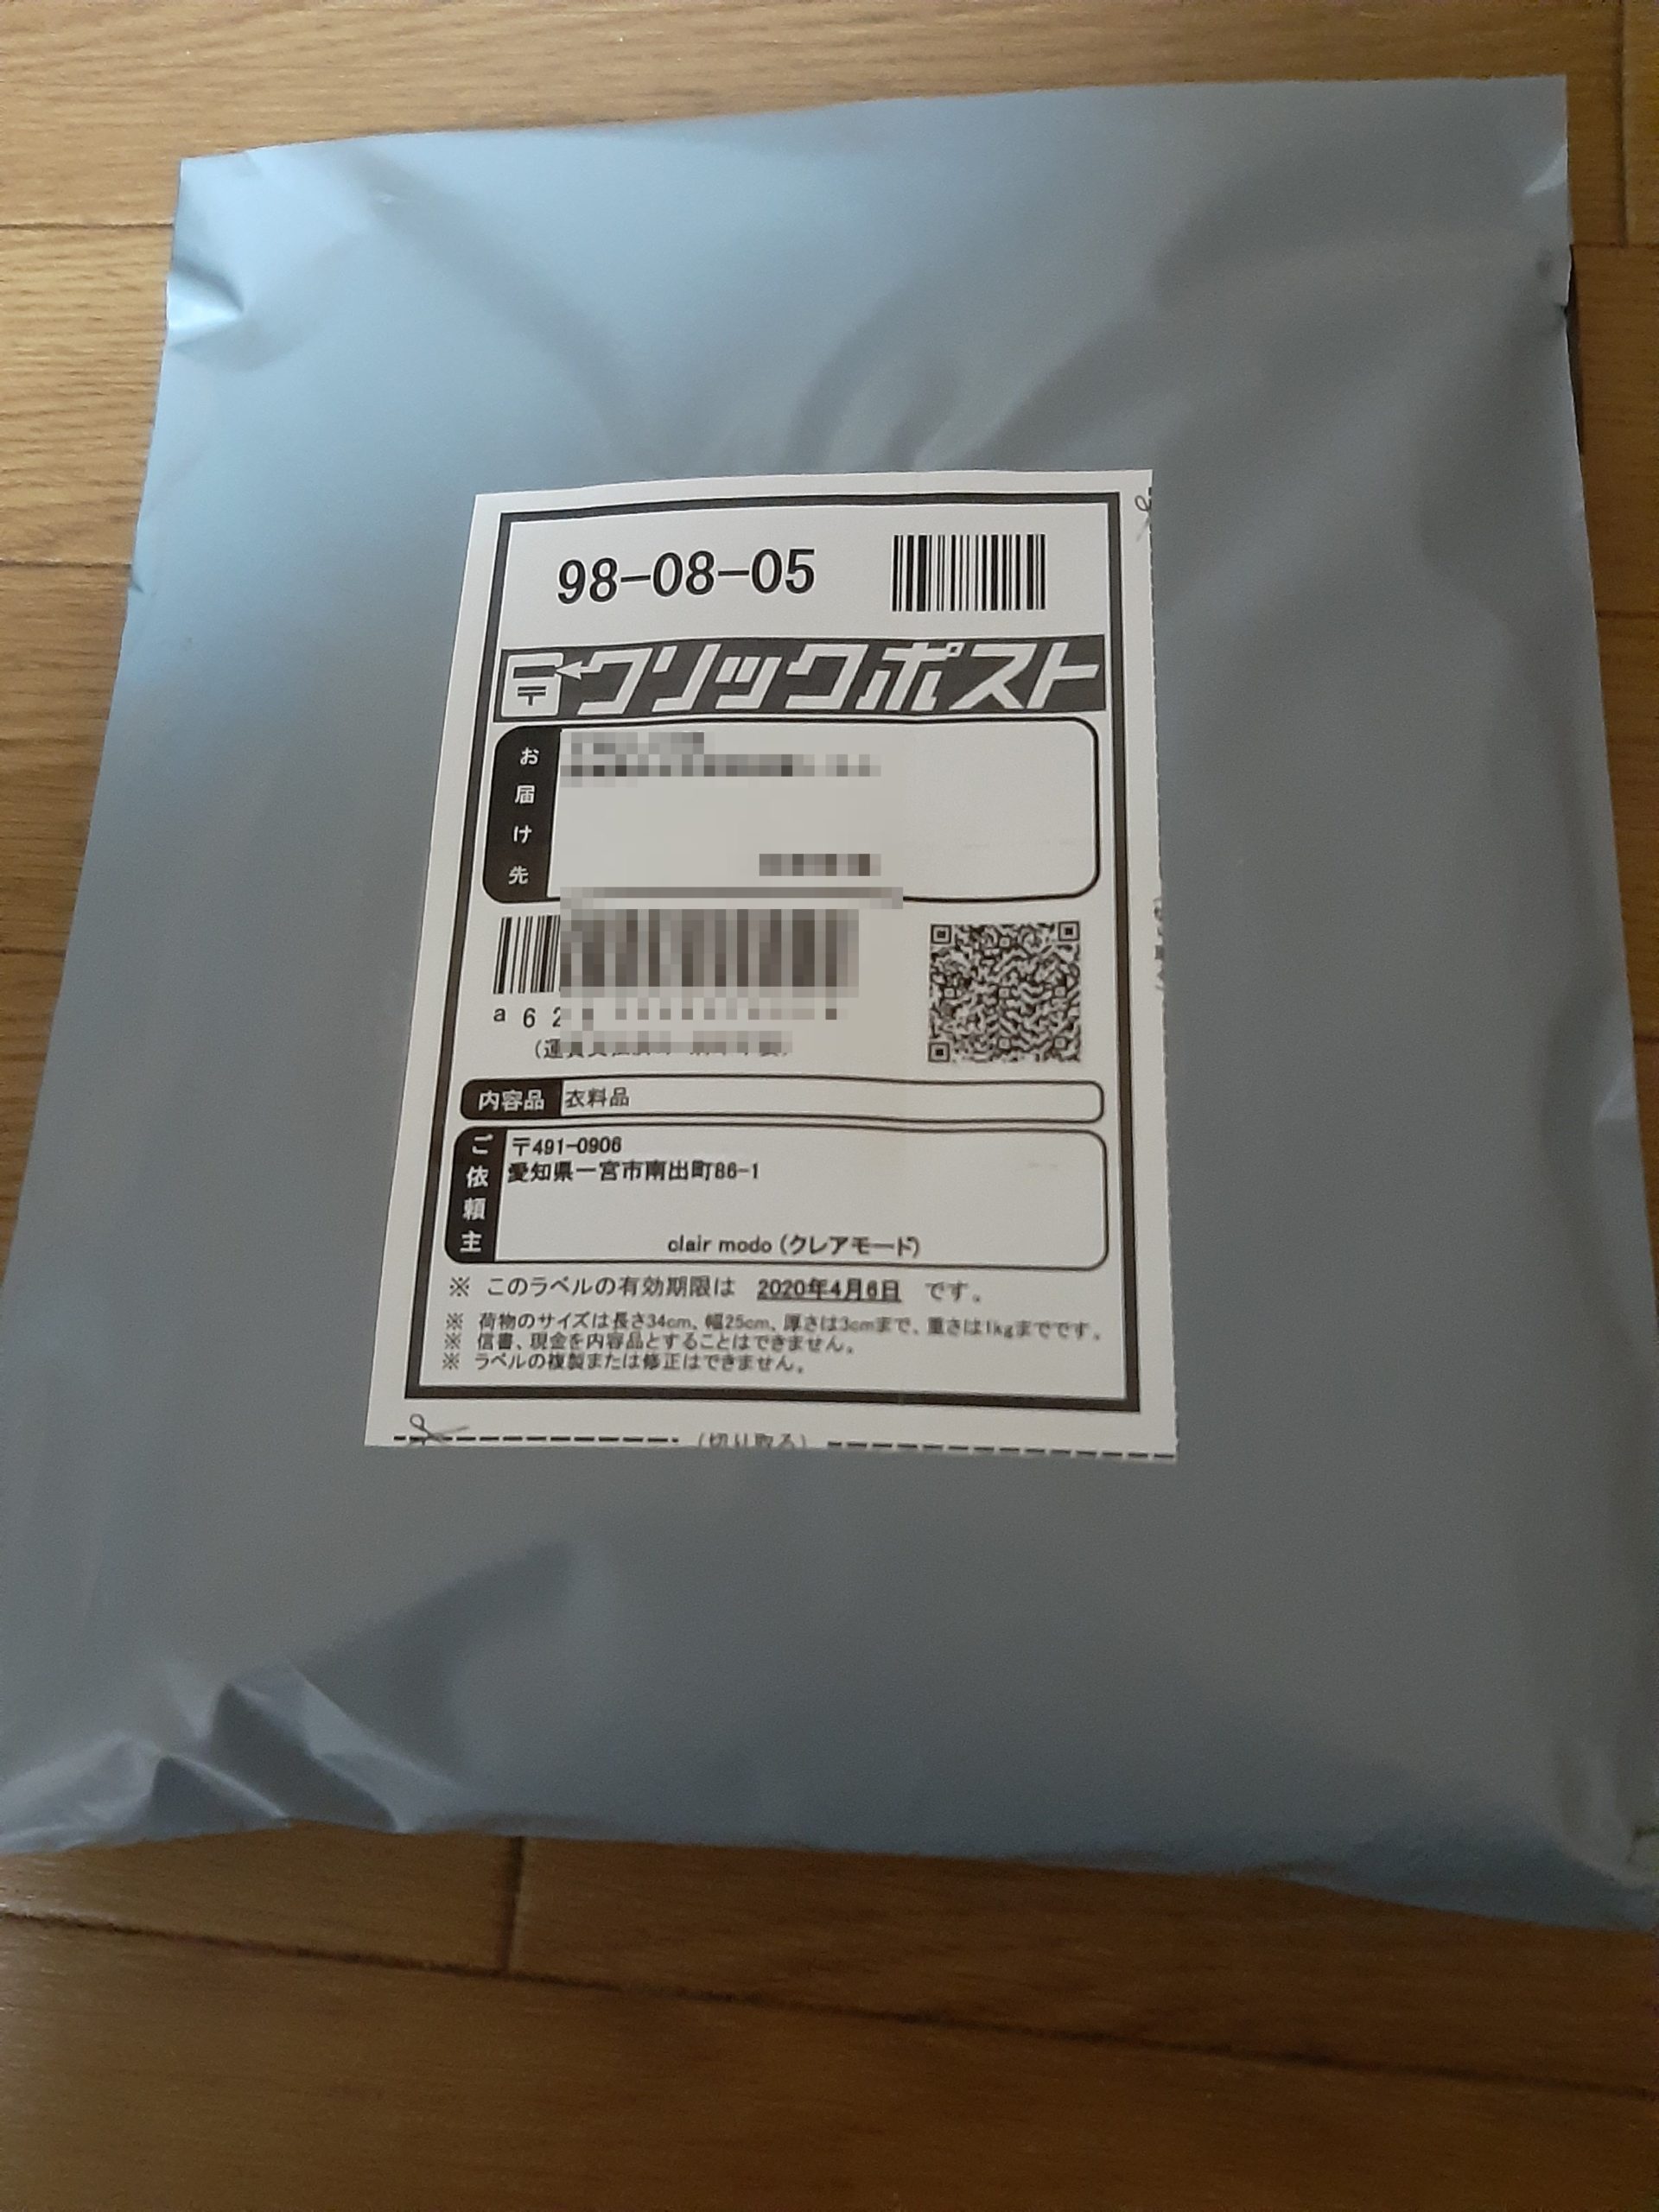 98-08-05
クリックポスト
お届け先
a 6 2
(運
内容品 衣料品
ご依頼主
〒491-0906
愛知県一宮市南出町86-1
clair modo (クレアモード)
※ このラベルの有効期限は 2020年4月6日 です。
※ 荷物のサイズは長さ34cm、幅25cm、厚さは3cmまで、重さは1kgまでです。
※ 信書、現金を内容品とすることはできません。
※ ラベルの複製または修正はできません。
(切り取る)